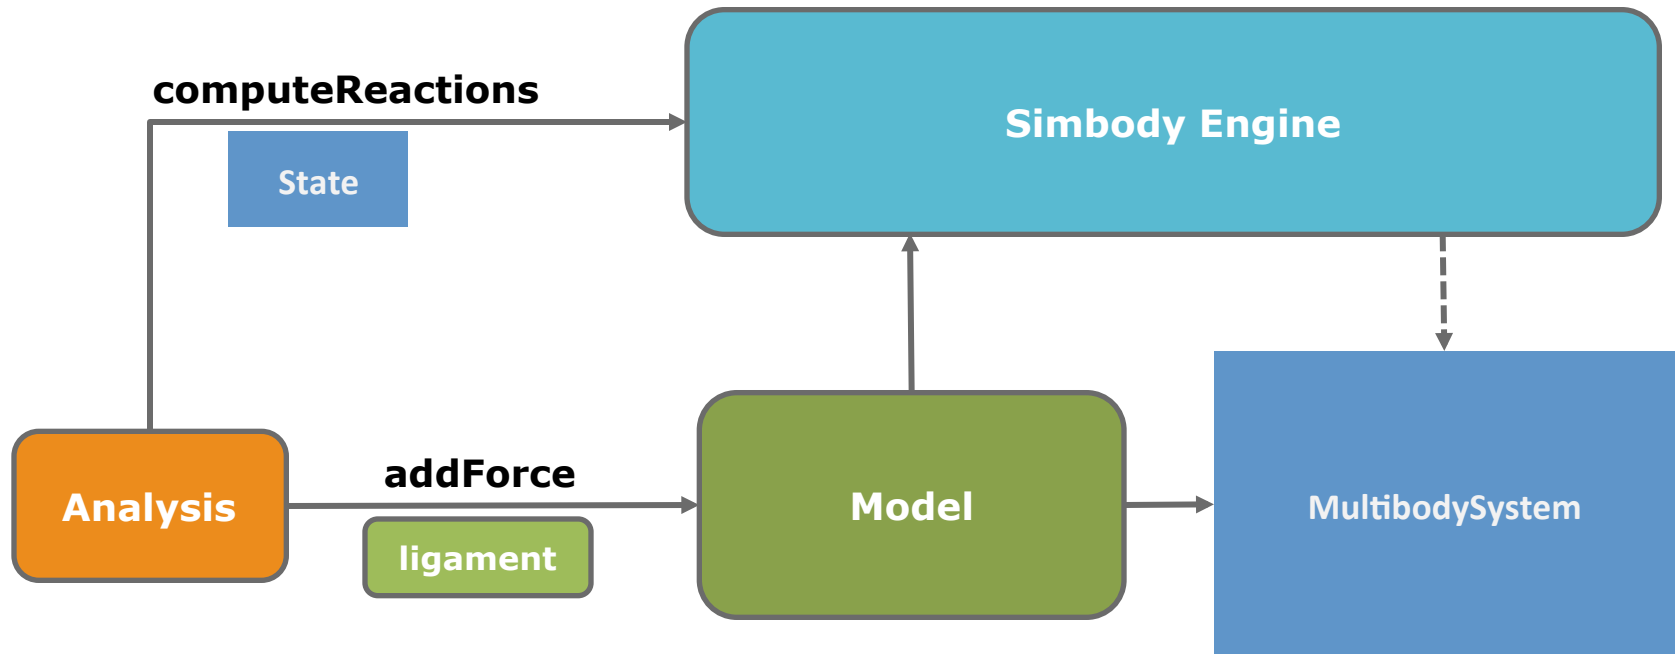 computeReactions
Simbody Engine
State
addForce
Analysis
Model
MultibodySystem
ligament